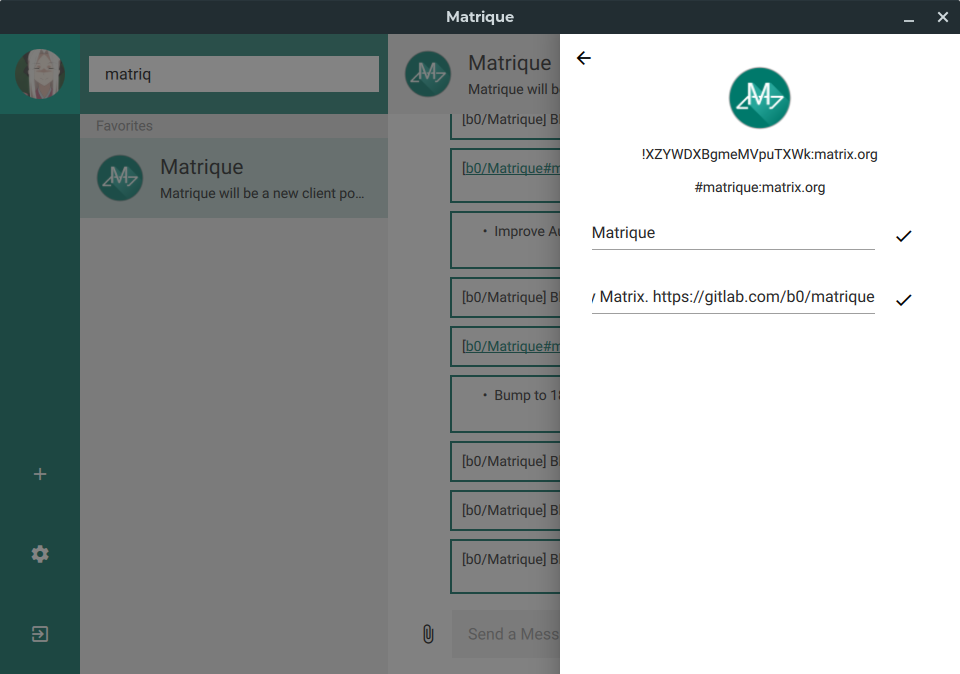 Matrique
matriq
Favorites
Matrique
Matrique will be a new client po...
Matrique
Matrique will b
[b0/Matrique] B
[b0/Matrique#m
• Improve Au
[b0/Matrique] B
[b0/Matrique#m
• Bump to 18
[b0/Matrique] B
[b0/Matrique] B
[b0/Matrique] B
Send a Mess
!XZYWDXBgmeMVpuTXWk:matrix.org
#matrique:matrix.org
Matrique
y Matrix. https://gitlab.com/b0/matrique